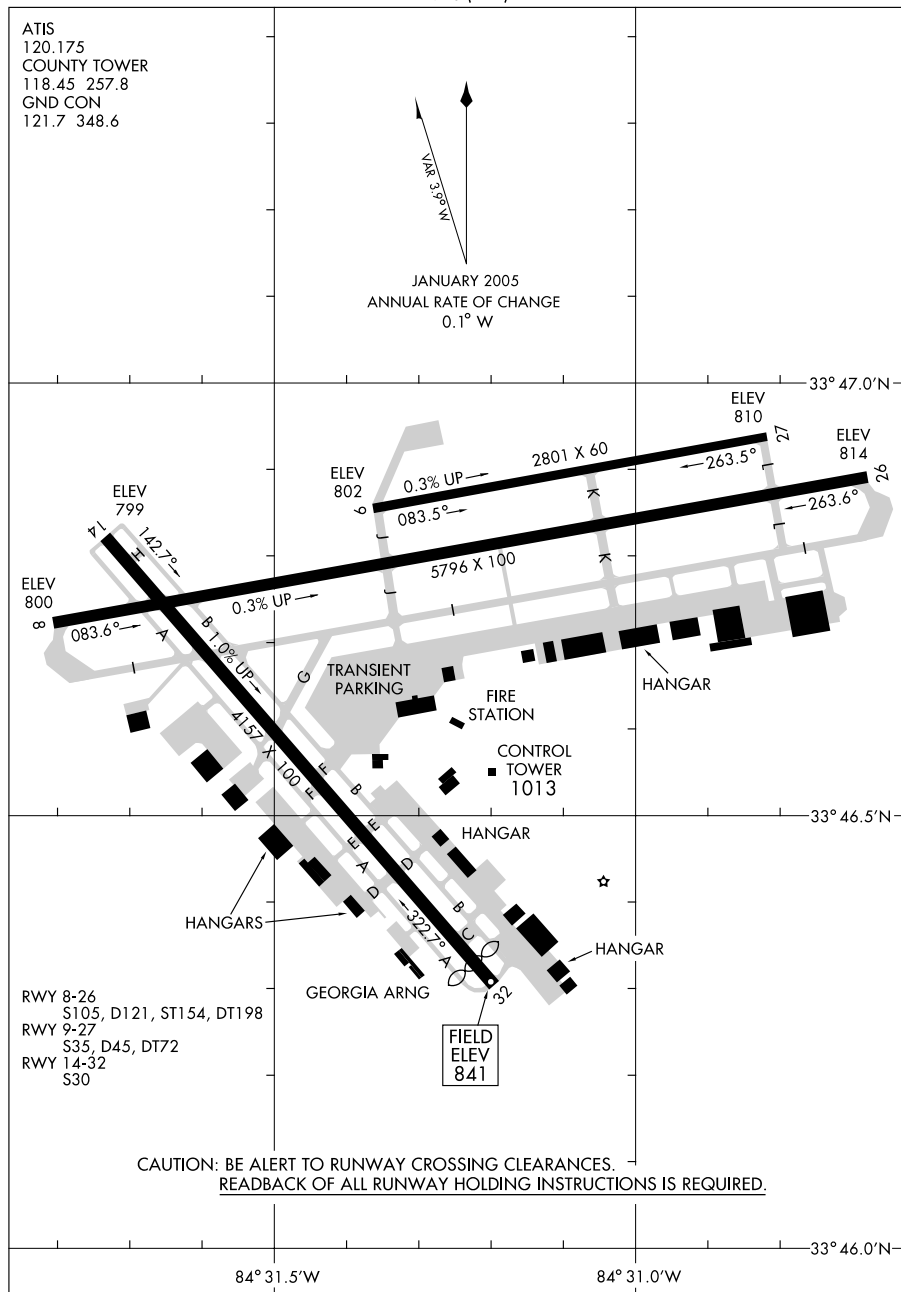 ATIS
120.175
COUNTY TOWER
118.45 257.8
GND CON
121.7 348.6
VAR 3.9° W
JANUARY 2005
ANNUAL RATE OF CHANGE
0.1° W
33° 47.0'N
ELEV
810
27
ELEV
814
26
2801 X 60
263.5°
L
ELEV
802
0.3% UP
9
083.5°
K
263.6°
ELEV
799
14
142.7°
H
J
L
5796 X 100
K
I
ELEV
800
8
083.6°
A
0.3% UP
J
I
B
1.0% UP
I
G
TRANSIENT
PARKING
HANGAR
FIRE
STATION
4157 X 100
F
F
B
CONTROL
TOWER
1013
33° 46.5'N
E
E
HANGAR
A
D
D
B
HANGARS
322.7°
C
A
HANGAR
GEORGIA ARNG
32
RWY 8-26
S105, D121, ST154, DT198
RWY 9-27
S35, D45, DT72
RWY 14-32
S30
FIELD
ELEV
841
CAUTION: BE ALERT TO RUNWAY CROSSING CLEARANCES.
READBACK OF ALL RUNWAY HOLDING INSTRUCTIONS IS REQUIRED.
33° 46.0'N
84° 31.5'W
84° 31.0'W